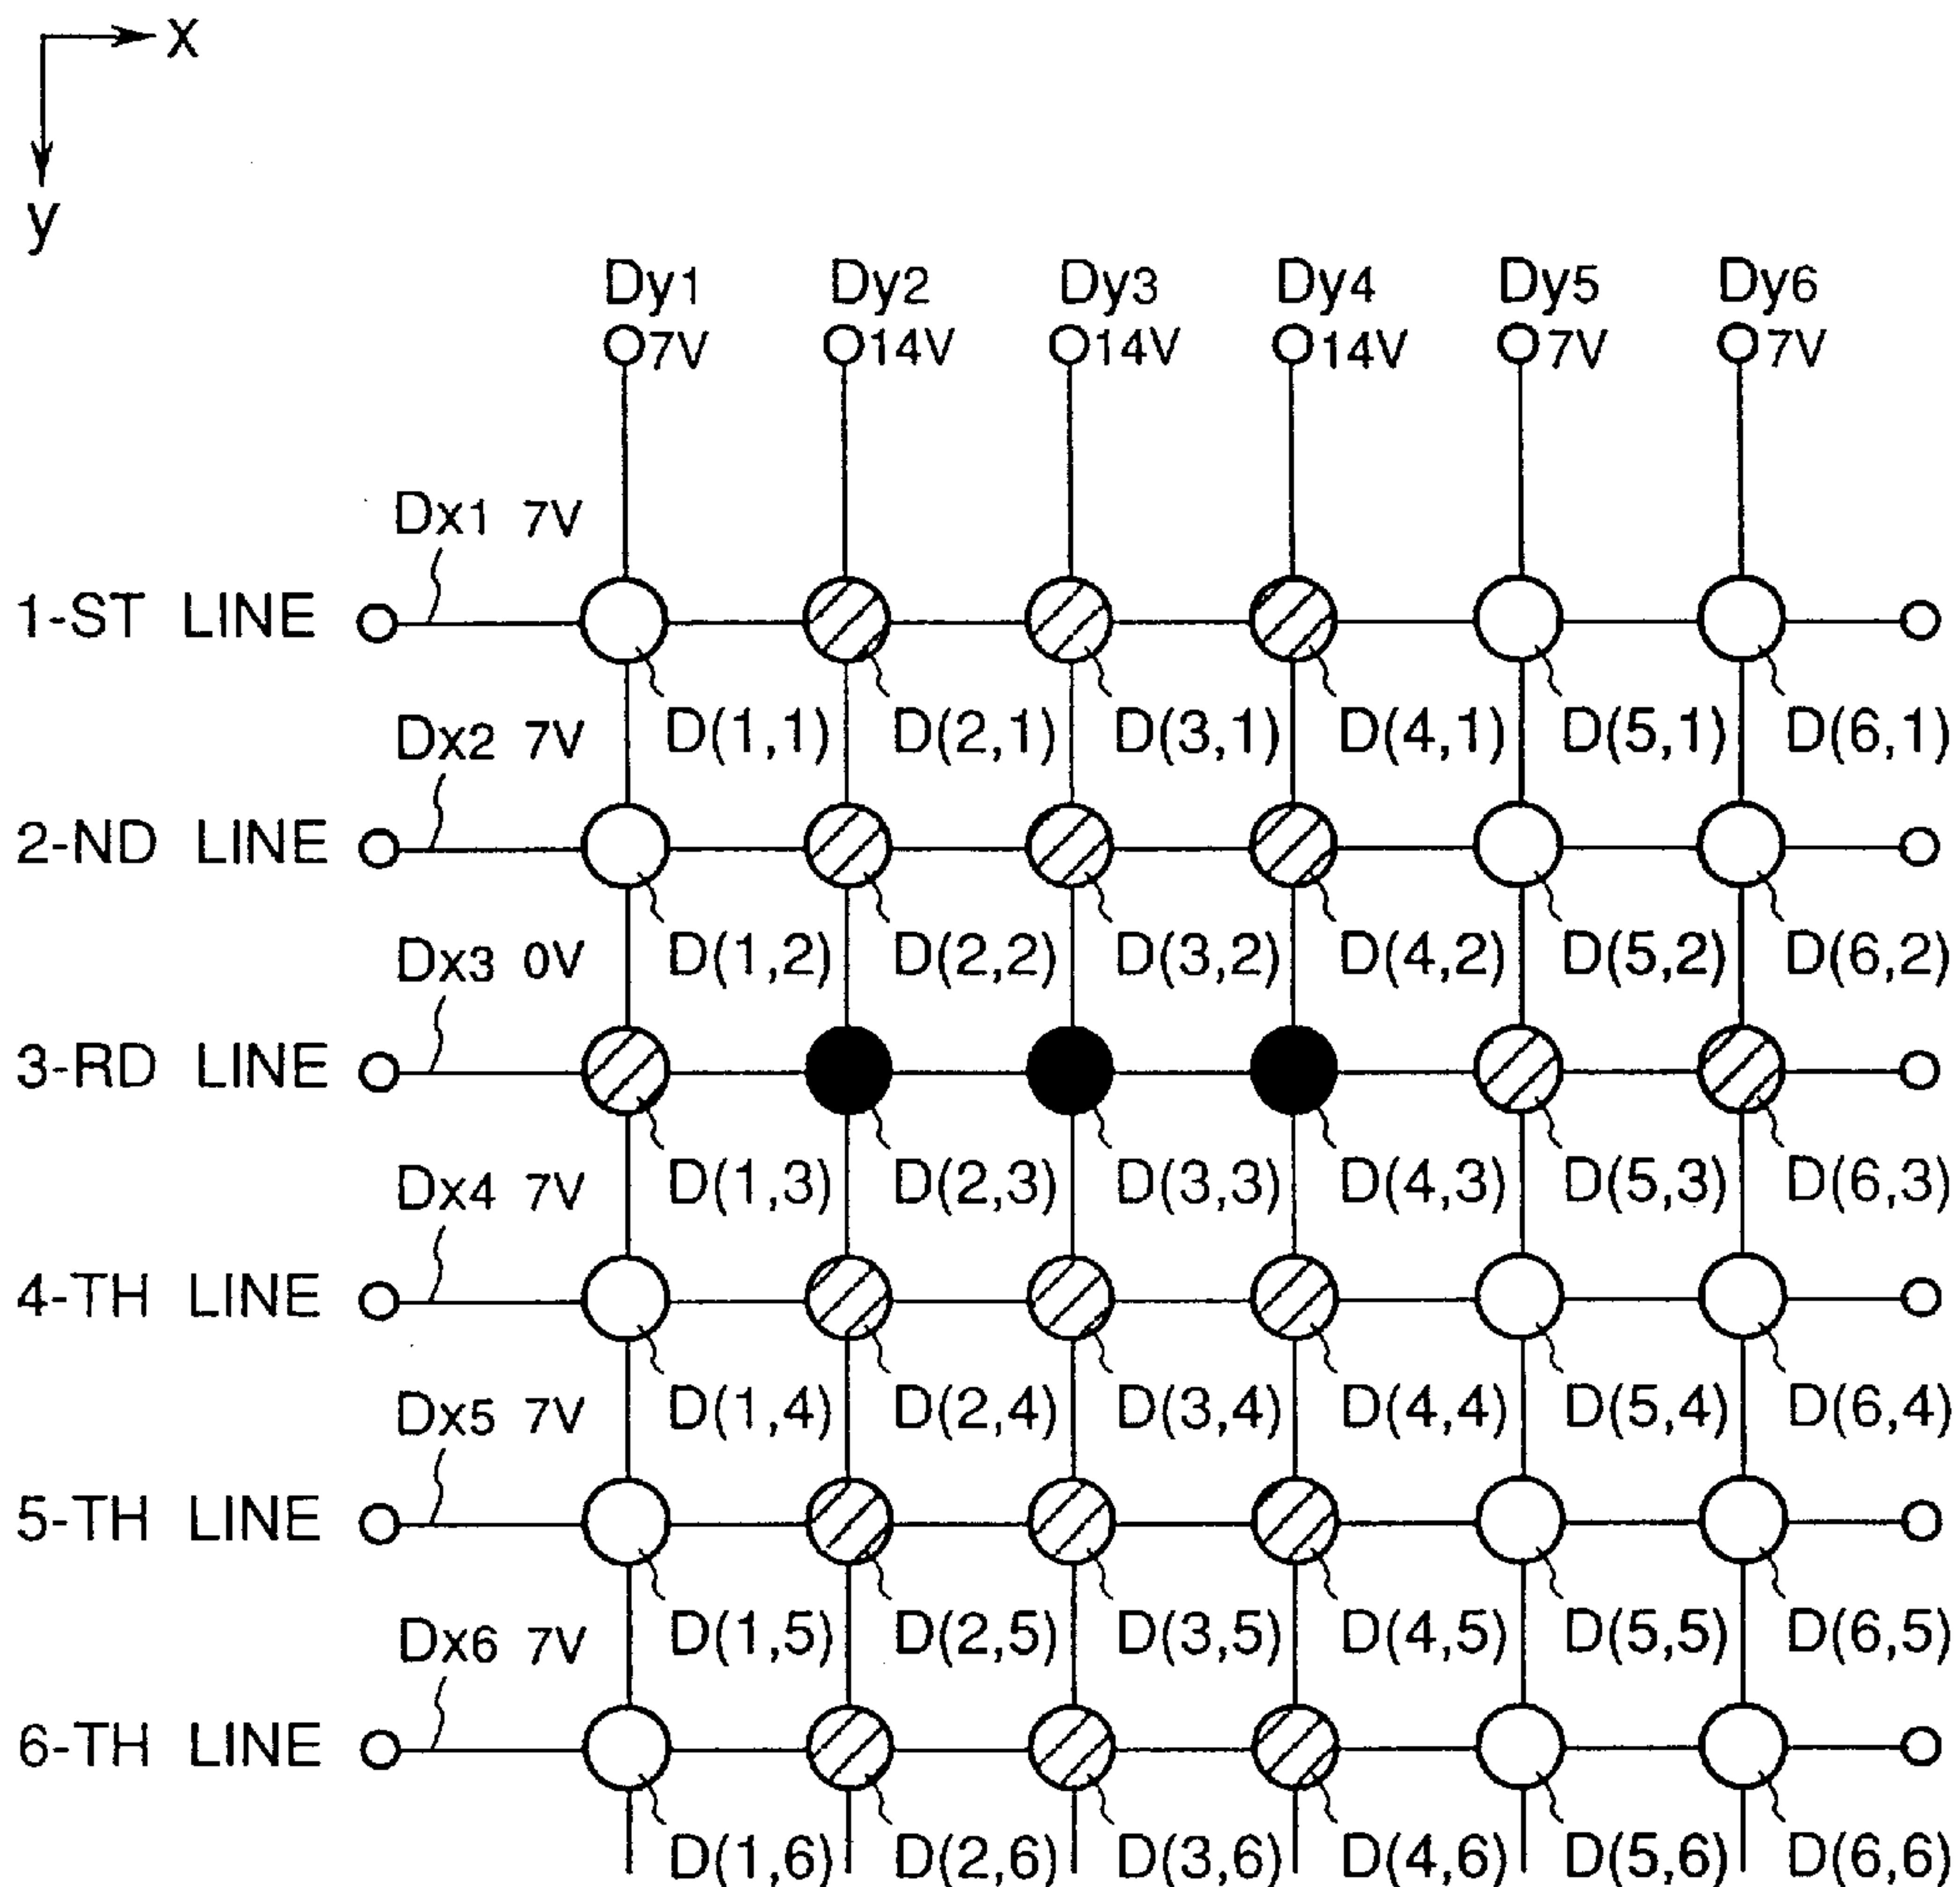 x
y
Dy1 Dy2 Dy3 Dy4 Dy5 Dy6
7V 14V 14V 14V 7V 7V
Dx1 7V
1-ST LINE
D(1,1) D(2,1) D(3,1) D(4,1) D(5,1) D(6,1)
Dx2 7V
2-ND LINE
D(1,2) D(2,2) D(3,2) D(4,2) D(5,2) D(6,2)
Dx3 0V
3-RD LINE
D(1,3) D(2,3) D(3,3) D(4,3) D(5,3) D(6,3)
Dx4 7V
4-TH LINE
D(1,4) D(2,4) D(3,4) D(4,4) D(5,4) D(6,4)
Dx5 7V
5-TH LINE
D(1,5) D(2,5) D(3,5) D(4,5) D(5,5) D(6,5)
Dx6 7V
6-TH LINE
D(1,6) D(2,6) D(3,6) D(4,6) D(5,6) D(6,6)